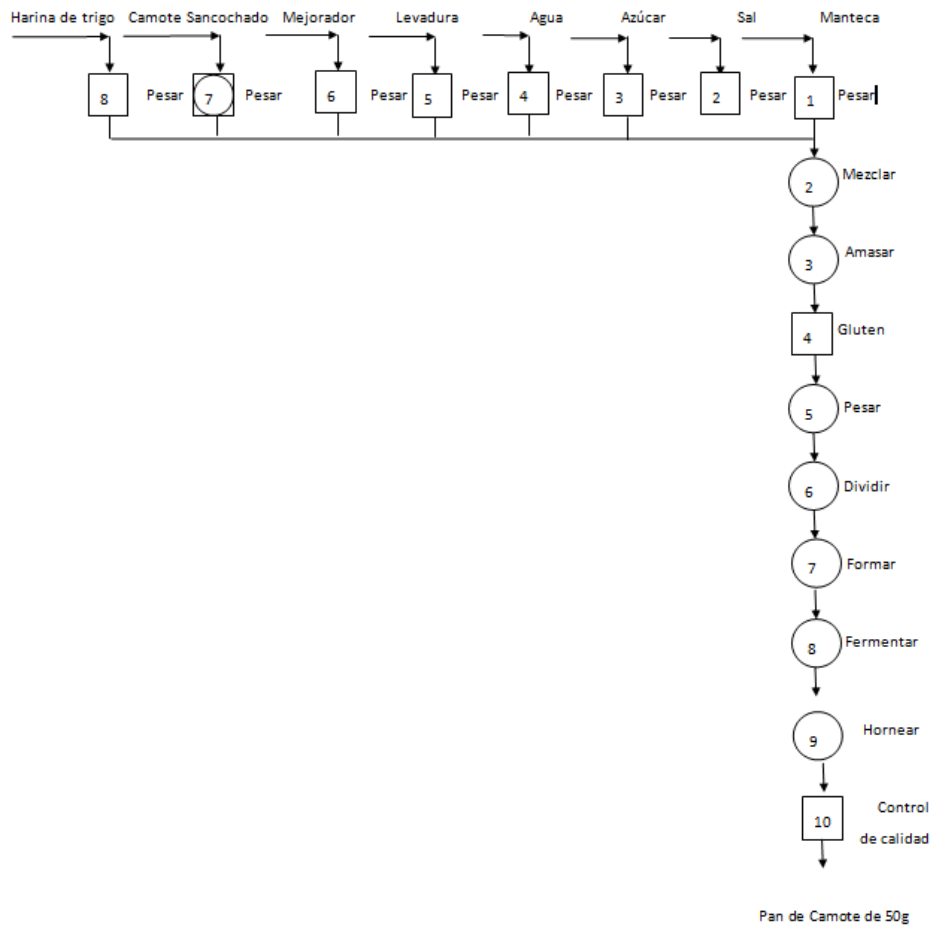 Harina de trigo Camote Sancochado Mejorador Levadura Agua Azúcar Sal Manteca
8 Pesar 7 Pesar 6 Pesar 5 Pesar 4 Pesar 3 Pesar 2 Pesar 1 Pesar
2 Mezclar
3 Amasar
4 Gluten
5 Pesar
6 Dividir
7 Formar
8 Fermentar
9 Hornear
10 Control
de calidad
Pan de Camote de 50g